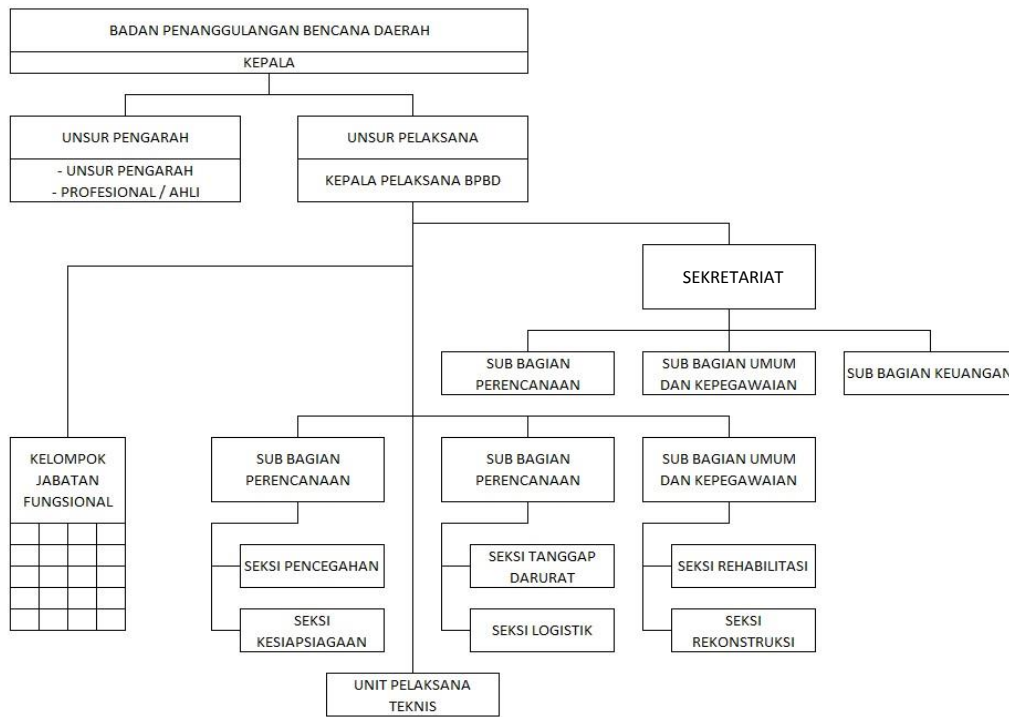 BADAN PENANGGULANGAN BENCANA DAERAH
KEPALA
UNSUR PENGARAH
- UNSUR PENGARAH
- PROFESIONAL / AHLI
UNSUR PELAKSANA
KEPALA PELAKSANA BPBD
SEKRETARIAT
SUB BAGIAN
PERENCANAAN
SUB BAGIAN UMUM
DAN KEPEGAWAIAN
SUB BAGIAN KEUANGAN
KELOMPOK
JABATAN
FUNGSIONAL
SUB BAGIAN
PERENCANAAN
SUB BAGIAN
PERENCANAAN
SUB BAGIAN UMUM
DAN KEPEGAWAIAN
SEKSI PENCEGAHAN
SEKSI
KESIAPSIAGAAN
SEKSI TANGGAP
DARURAT
SEKSI LOGISTIK
SEKSI REHABILITASI
SEKSI
REKONSTRUKSI
UNIT PELAKSANA
TEKNIS